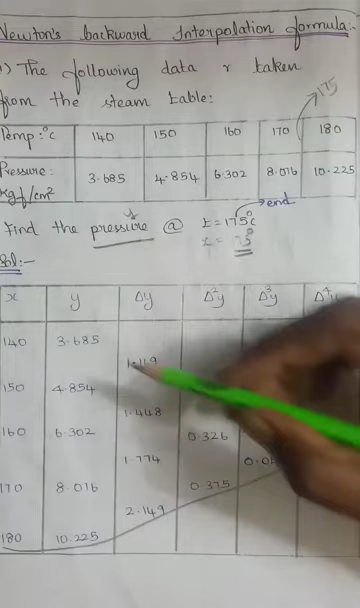 Newton's backward Interpolation formula:-
) The following data r taken
from the steam table:
175
Temp:°c 140 150 160 170 180
Pressure: kgf/cm² 3.685 4.854 6.302 8.016 10.225
Find the pressure @ t=175°c end
x =
Sol:-
x y Δy Δ²y Δ³y Δ⁴y
140 3.685
1.169
150 4.854
1.448
160 6.302 0.326
1.774
170 8.016 0.375
2.149
180 10.225